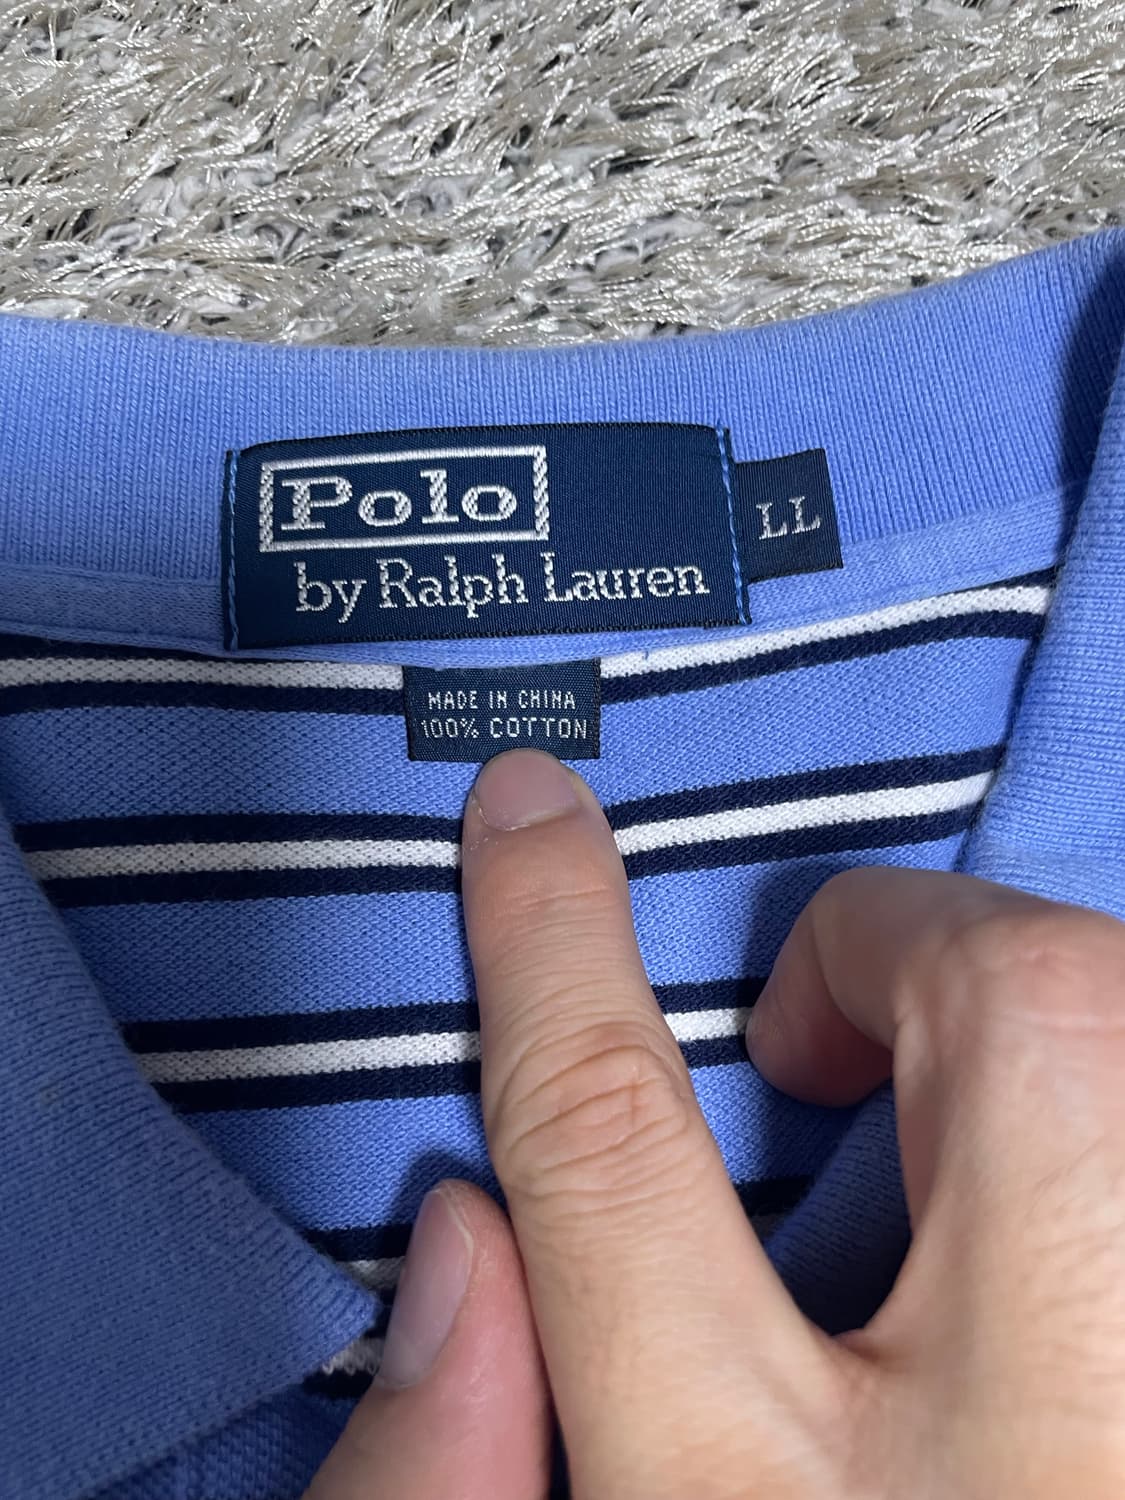 Polo
by Ralph Lauren
LL
MADE IN CHINA
100% COTTON